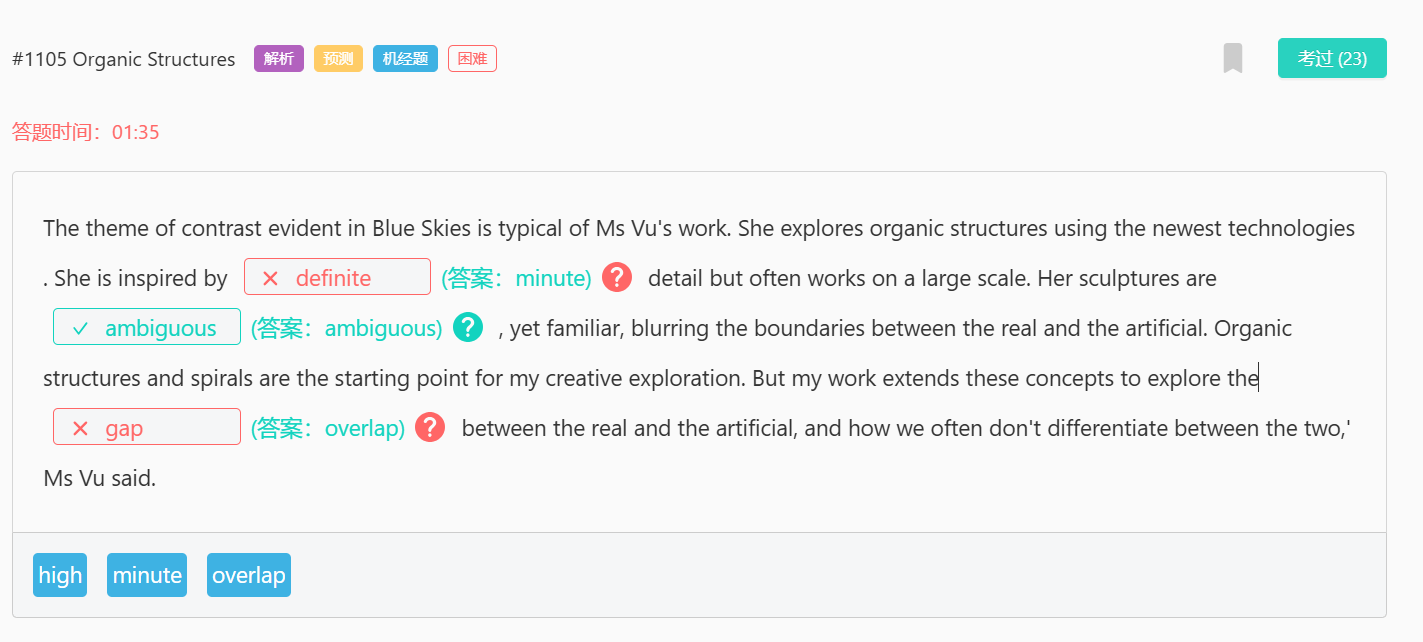 #1105 Organic Structures 解析 预测 机经题 困难 考过 (23)
答题时间：01:35
The theme of contrast evident in Blue Skies is typical of Ms Vu's work. She explores organic structures using the newest technologies
. She is inspired by × definite (答案：minute) ? detail but often works on a large scale. Her sculptures are
✓ ambiguous (答案：ambiguous) ? , yet familiar, blurring the boundaries between the real and the artificial. Organic
structures and spirals are the starting point for my creative exploration. But my work extends these concepts to explore the
× gap (答案：overlap) ? between the real and the artificial, and how we often don't differentiate between the two,'
Ms Vu said.
high minute overlap